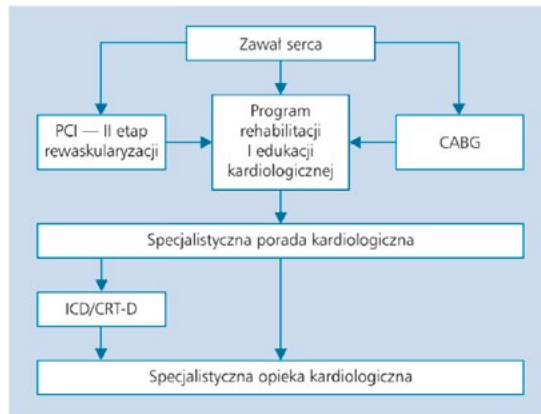 Zawał serca
PCI — II etap
rewaskularyzacji
Program
rehabilitacji
I edukacji
kardiologicznej
CABG
Specjalistyczna porada kardiologiczna
ICD/CRT-D
Specjalistyczna opieka kardiologiczna